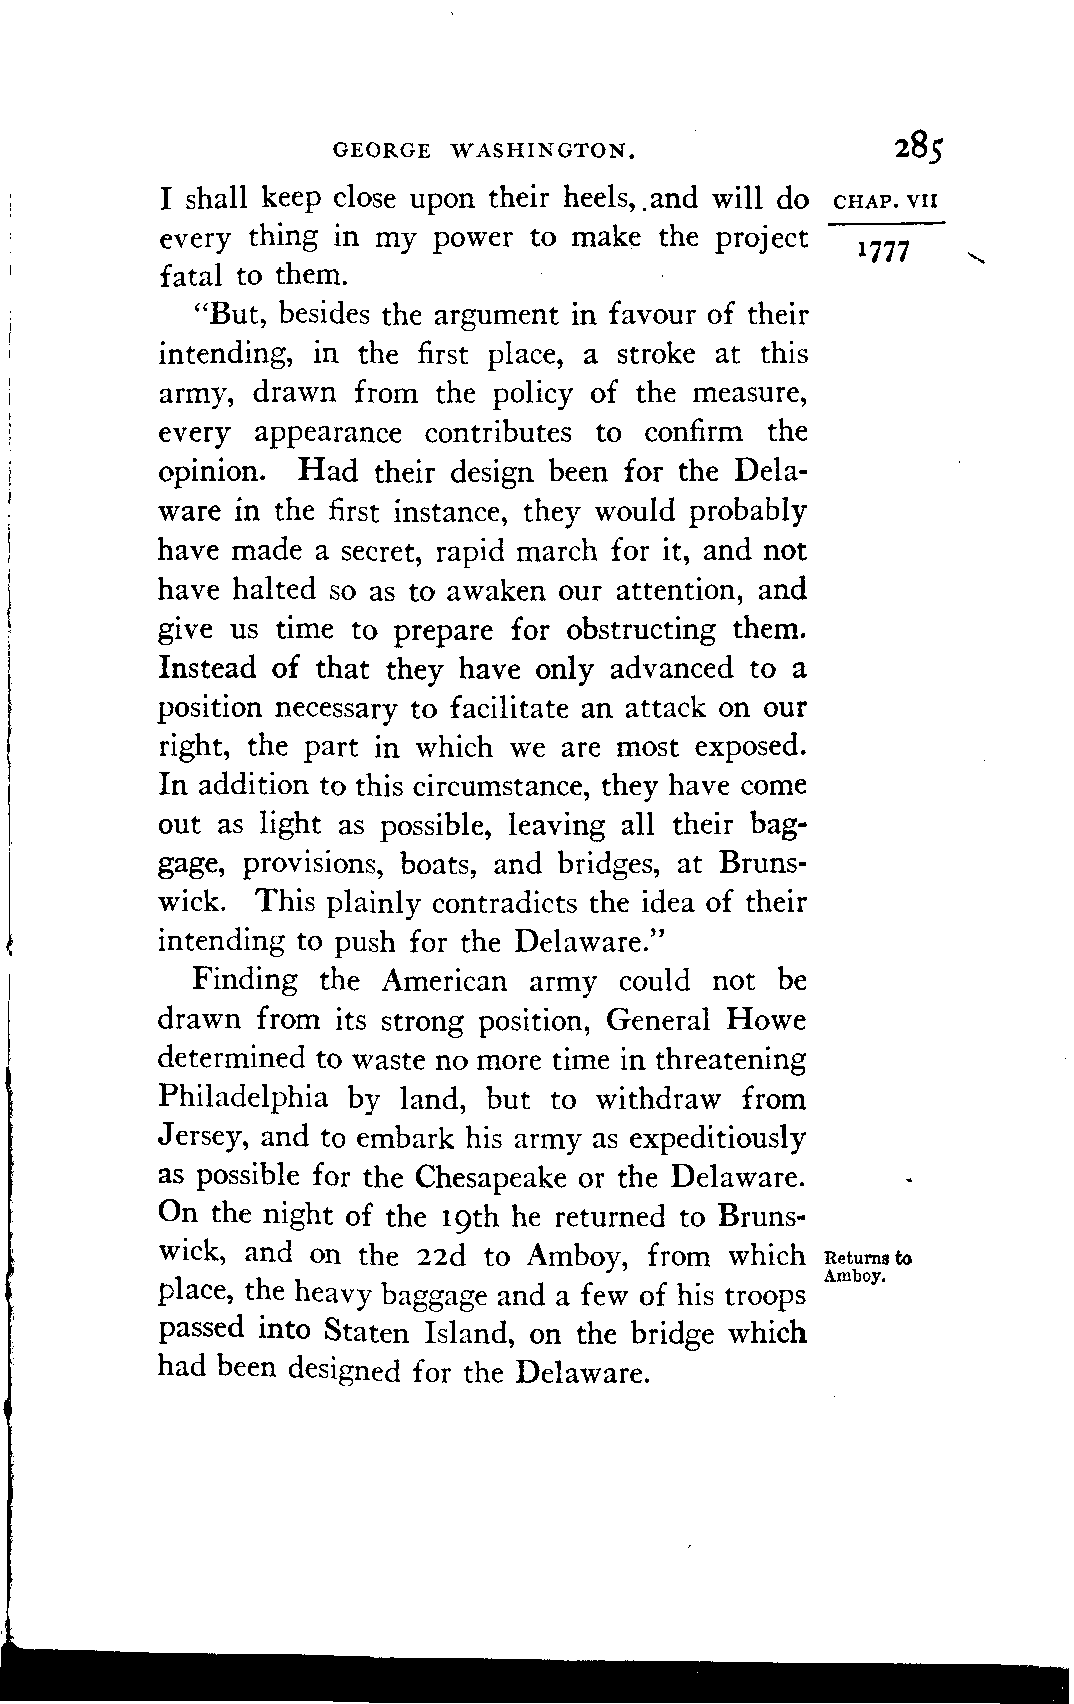 GEORGE WASHINGTON. 285
I shall keep close upon their heels, and will do CHAP. VII
every thing in my power to make the project 1777
fatal to them.
"But, besides the argument in favour of their
intending, in the first place, a stroke at this
army, drawn from the policy of the measure,
every appearance contributes to confirm the
opinion. Had their design been for the Dela-
ware in the first instance, they would probably
have made a secret, rapid march for it, and not
have halted so as to awaken our attention, and
give us time to prepare for obstructing them.
Instead of that they have only advanced to a
position necessary to facilitate an attack on our
right, the part in which we are most exposed.
In addition to this circumstance, they have come
out as light as possible, leaving all their bag-
gage, provisions, boats, and bridges, at Bruns-
wick. This plainly contradicts the idea of their
intending to push for the Delaware."
Finding the American army could not be
drawn from its strong position, General Howe
determined to waste no more time in threatening
Philadelphia by land, but to withdraw from
Jersey, and to embark his army as expeditiously
as possible for the Chesapeake or the Delaware.
On the night of the 19th he returned to Bruns-
wick, and on the 22d to Amboy, from which Returns to
Amboy.
place, the heavy baggage and a few of his troops
passed into Staten Island, on the bridge which
had been designed for the Delaware.